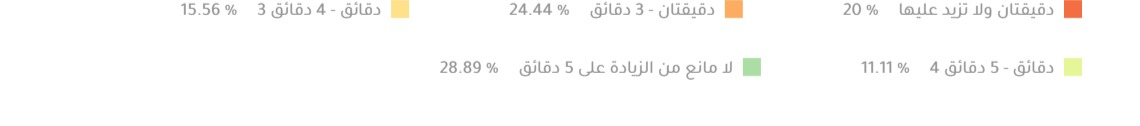 دقيقتان ولا تزيد عليها 20 %
دقيقتان - 3 دقائق 24.44 %
3 دقائق - 4 دقائق 15.56 %
4 دقائق - 5 دقائق 11.11 %
لا مانع من الزيادة على 5 دقائق 28.89 %